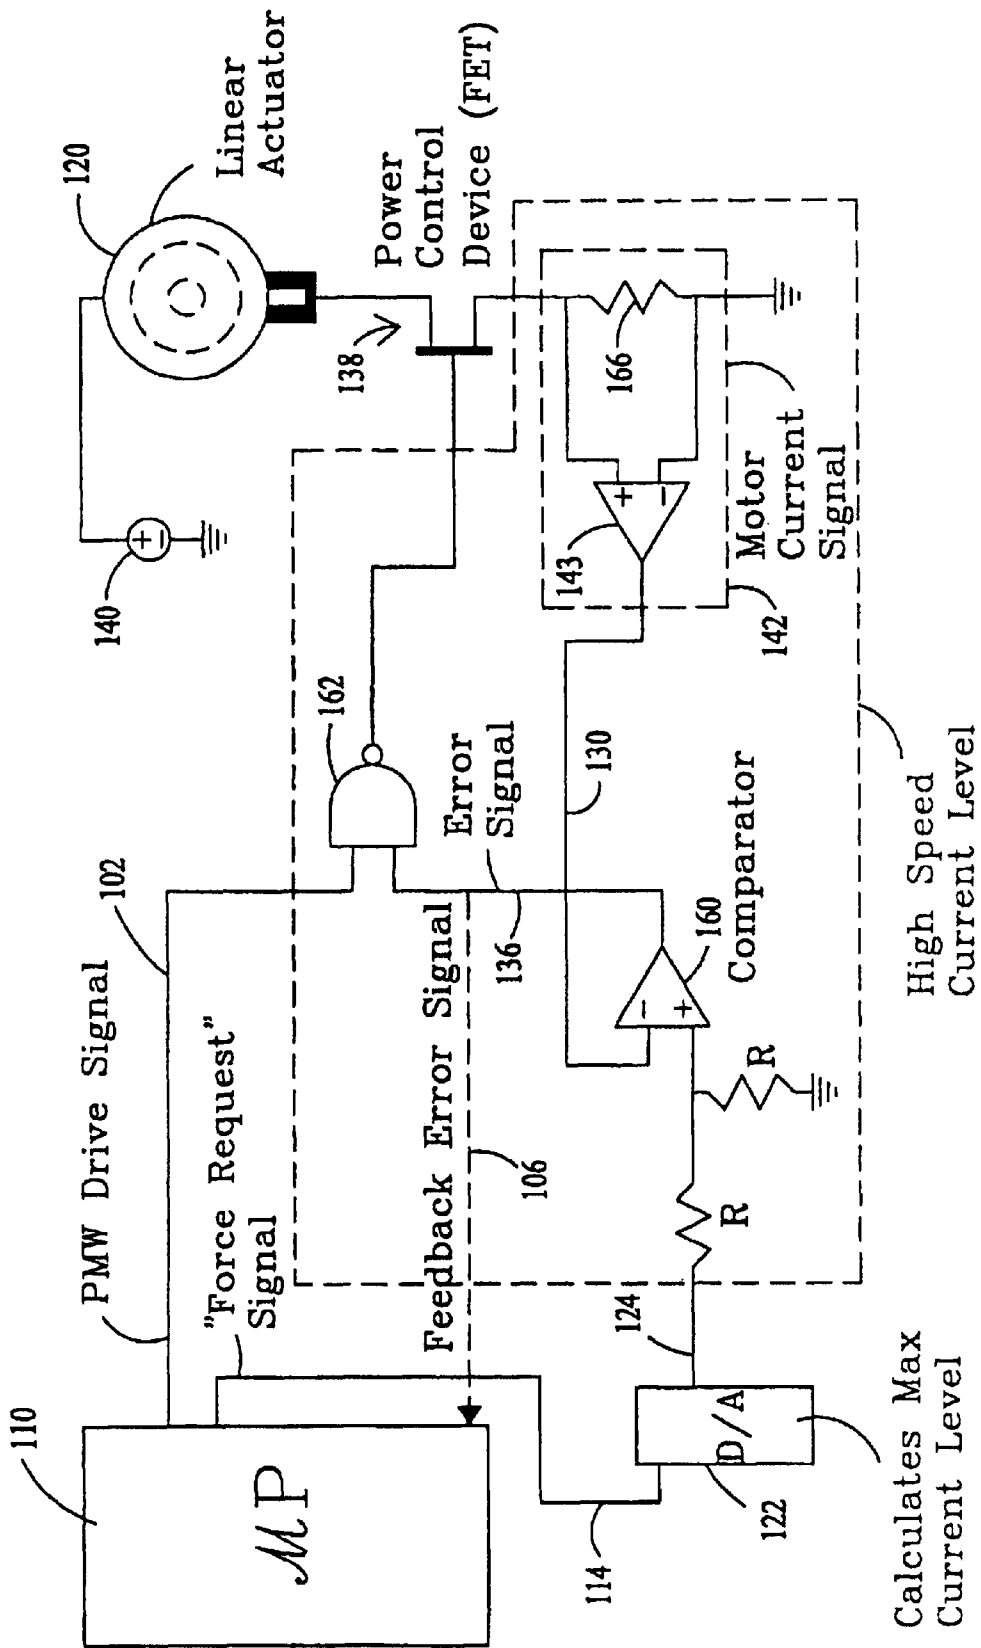 110
ℳP
PMW Drive Signal
102
"Force Request"
Signal
Feedback Error Signal
106
114
D/A
122
Calculates Max
Current Level
124
R
R
160
Comparator
+
−
136
Error
Signal
162
130
140
+
−
120
Linear
Actuator
138
Power
Control
Device (FET)
143
+
−
166
142
Motor
Current
Signal
High Speed
Current Level